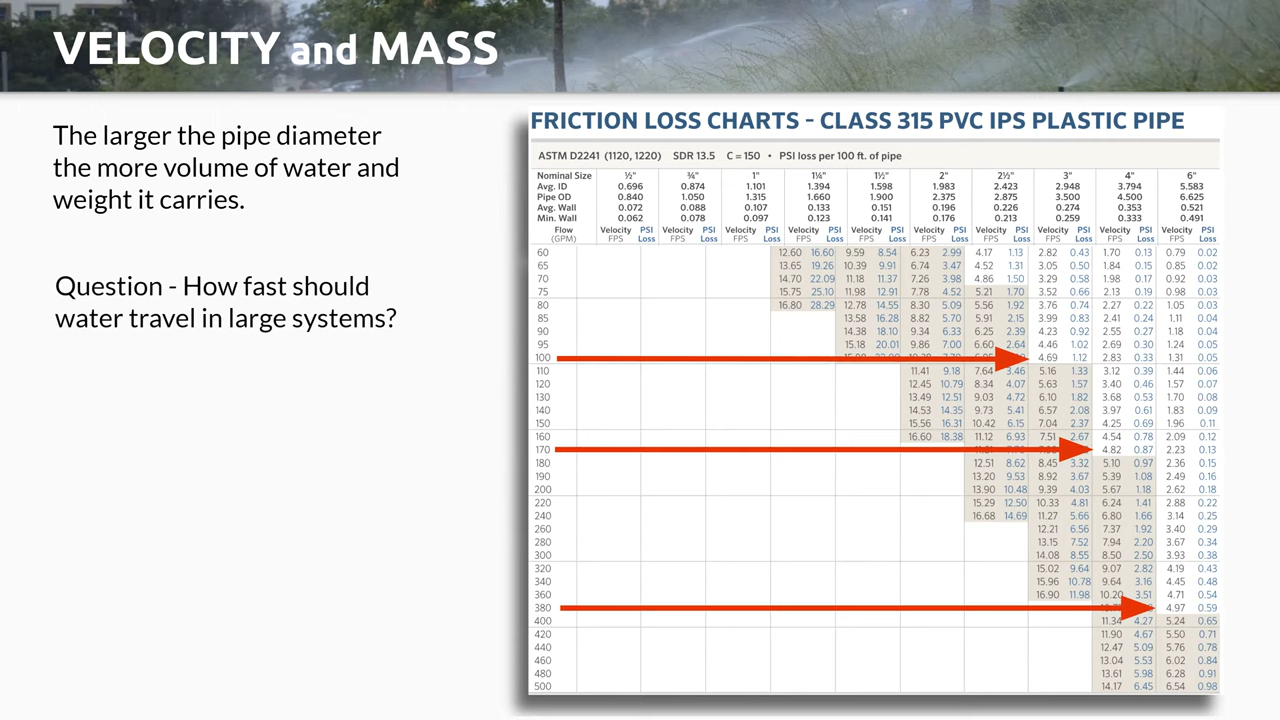 VELOCITY and MASS
The larger the pipe diameter
the more volume of water and
weight it carries.
Question - How fast should
water travel in large systems?
FRICTION LOSS CHARTS - CLASS 315 PVC IPS PLASTIC PIPE
ASTM D2241 (1120, 1220) SDR 13.5 C = 150 • PSI loss per 100 ft. of pipe
Nominal Size ½" ¾" 1" 1¼" 1½" 2" 2½" 3" 4" 6"
Avg. ID 0.696 0.874 1.101 1.394 1.598 1.983 2.423 2.948 3.794 5.583
Pipe OD 0.840 1.050 1.315 1.660 1.900 2.375 2.875 3.500 4.500 6.625
Avg. Wall 0.072 0.088 0.107 0.133 0.151 0.196 0.226 0.274 0.353 0.521
Min. Wall 0.062 0.078 0.097 0.123 0.141 0.176 0.213 0.259 0.333 0.491
Flow Velocity PSI Velocity PSI Velocity PSI Velocity PSI Velocity PSI Velocity PSI Velocity PSI Velocity PSI Velocity PSI Velocity PSI
(GPM) FPS Loss FPS Loss FPS Loss FPS Loss FPS Loss FPS Loss FPS Loss FPS Loss FPS Loss FPS Loss
60 12.60 16.60 9.59 8.54 6.23 2.99 4.17 1.13 2.82 0.43 1.70 0.13 0.79 0.02
65 13.65 19.26 10.39 9.91 6.74 3.47 4.52 1.31 3.05 0.50 1.84 0.15 0.85 0.02
70 14.70 22.09 11.18 11.37 7.26 3.98 4.86 1.50 3.29 0.58 1.98 0.17 0.92 0.03
75 15.75 25.10 11.98 12.91 7.78 4.52 5.21 1.70 3.52 0.66 2.13 0.19 0.98 0.03
80 16.80 28.29 12.78 14.55 8.30 5.09 5.56 1.92 3.76 0.74 2.27 0.22 1.05 0.03
85 13.58 16.28 8.82 5.70 5.91 2.15 3.99 0.83 2.41 0.24 1.11 0.04
90 14.38 18.10 9.34 6.33 6.25 2.39 4.23 0.92 2.55 0.27 1.18 0.04
95 15.18 20.01 9.86 7.00 6.60 2.64 4.46 1.02 2.69 0.30 1.24 0.05
100 4.69 1.12 2.83 0.33 1.31 0.05
110 11.41 9.18 7.64 3.46 5.16 1.33 3.12 0.39 1.44 0.06
120 12.45 10.79 8.34 4.07 5.63 1.57 3.40 0.46 1.57 0.07
130 13.49 12.51 9.03 4.72 6.10 1.82 3.68 0.53 1.70 0.08
140 14.53 14.35 9.73 5.41 6.57 2.08 3.97 0.61 1.83 0.09
150 15.56 16.31 10.42 6.15 7.04 2.37 4.25 0.69 1.96 0.11
160 16.60 18.38 11.12 6.93 7.51 2.67 4.54 0.78 2.09 0.12
170 4.82 0.87 2.23 0.13
180 12.51 8.62 8.45 3.32 5.10 0.97 2.36 0.15
190 13.20 9.53 8.92 3.67 5.39 1.08 2.49 0.16
200 13.90 10.48 9.39 4.03 5.67 1.18 2.62 0.18
220 15.29 12.50 10.33 4.81 6.24 1.41 2.88 0.22
240 16.68 14.69 11.27 5.66 6.80 1.66 3.14 0.25
260 12.21 6.56 7.37 1.92 3.40 0.29
280 13.15 7.52 7.94 2.20 3.67 0.34
300 14.08 8.55 8.50 2.50 3.93 0.38
320 15.02 9.64 9.07 2.82 4.19 0.43
340 15.96 10.78 9.64 3.16 4.45 0.48
360 16.90 11.98 10.20 3.51 4.71 0.54
380 4.97 0.59
400 11.34 4.27 5.24 0.65
420 11.90 4.67 5.50 0.71
440 12.47 5.09 5.76 0.78
460 13.04 5.53 6.02 0.84
480 13.61 5.98 6.28 0.91
500 14.17 6.45 6.54 0.98